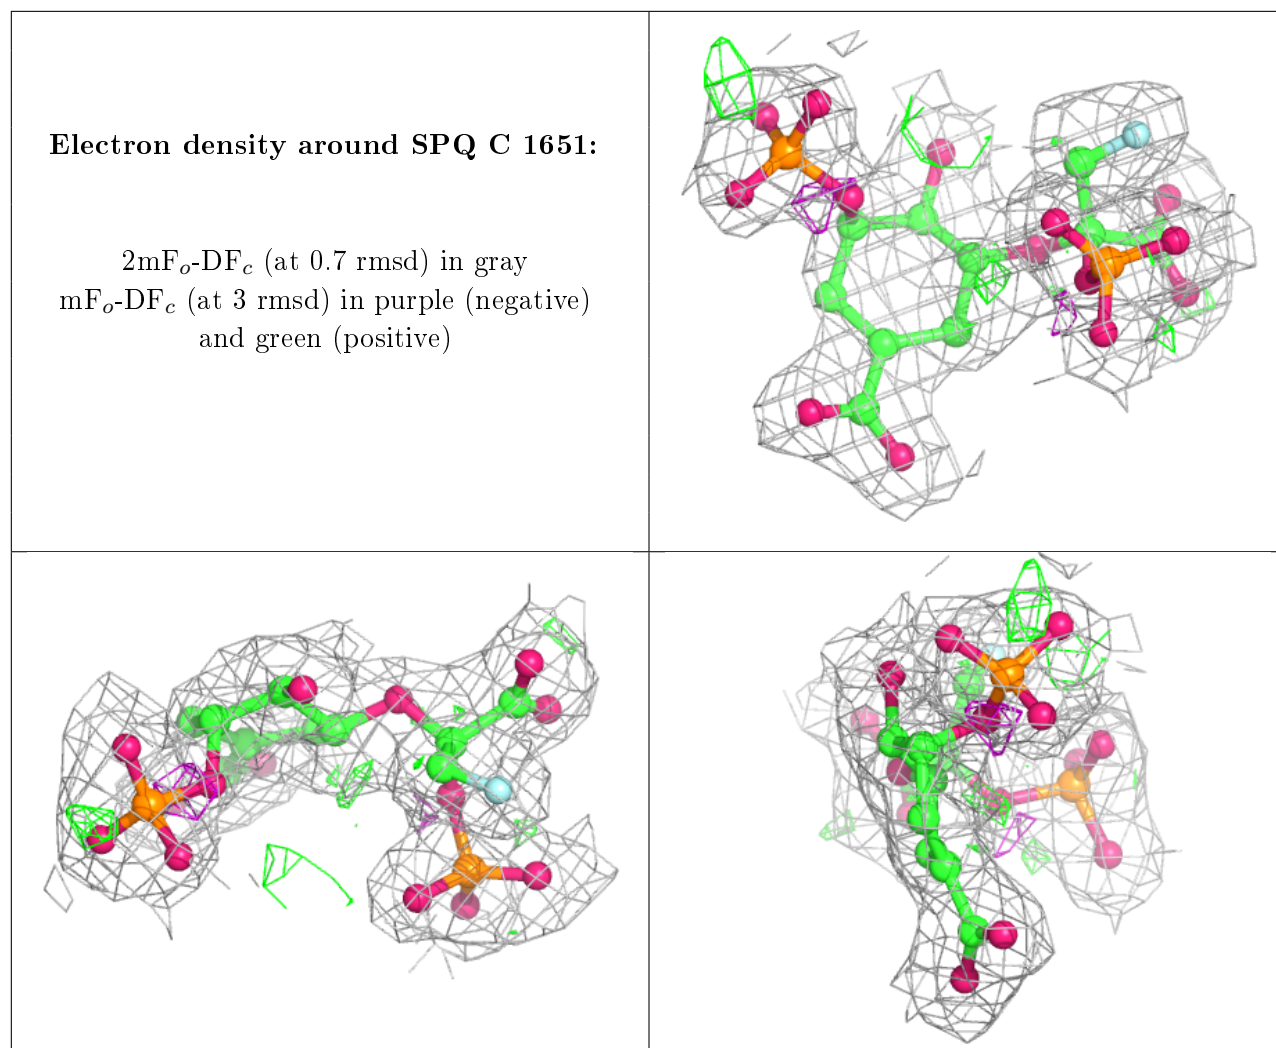 Electron density around SPQ C 1651:
2mFo-DFc (at 0.7 rmsd) in gray
mFo-DFc (at 3 rmsd) in purple (negative)
and green (positive)